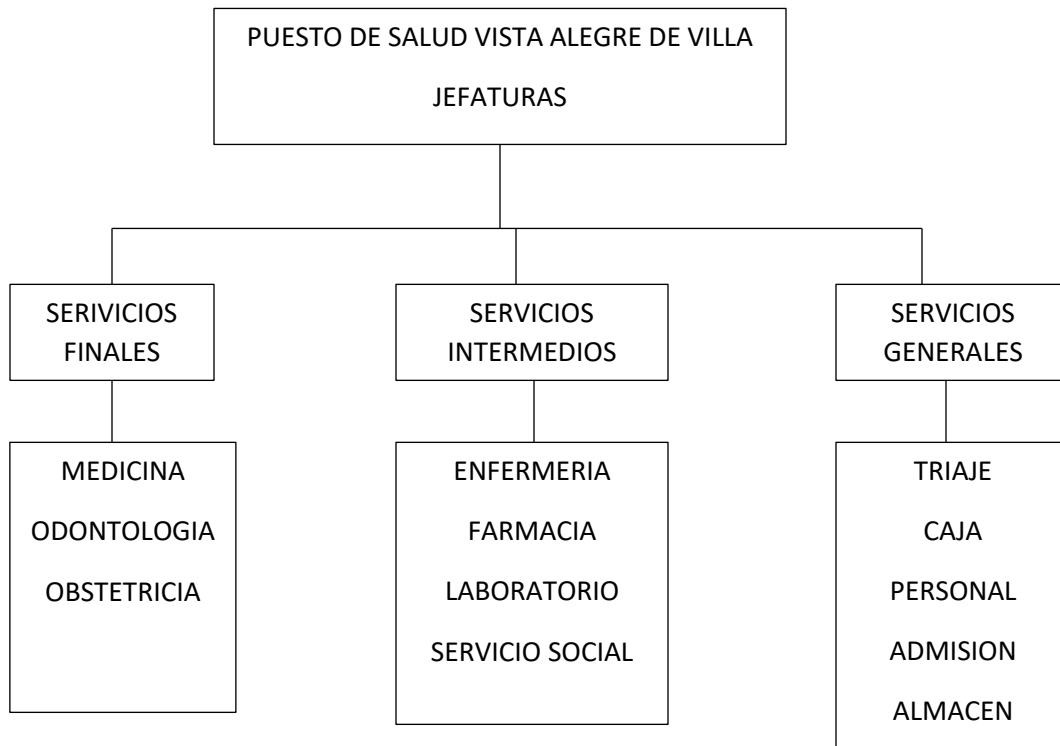 PUESTO DE SALUD VISTA ALEGRE DE VILLA
JEFATURAS
SERIVICIOS
FINALES
SERVICIOS
INTERMEDIOS
SERVICIOS
GENERALES
MEDICINA
ODONTOLOGIA
OBSTETRICIA
ENFERMERIA
FARMACIA
LABORATORIO
SERVICIO SOCIAL
TRIAJE
CAJA
PERSONAL
ADMISION
ALMACEN